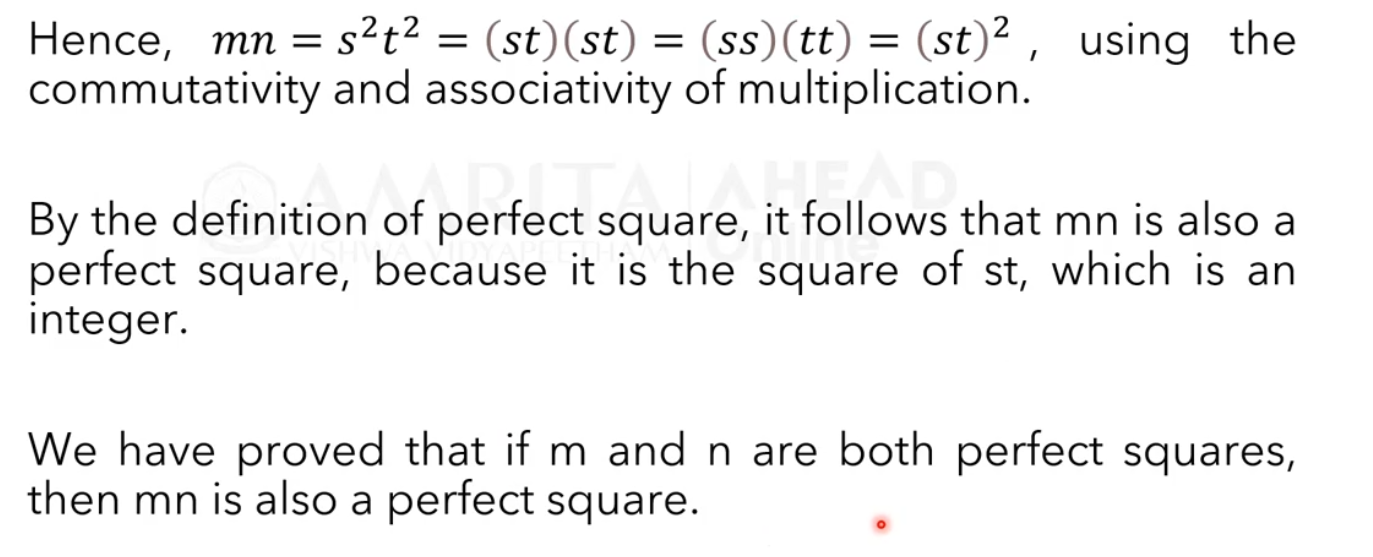 Hence, mn = s²t² = (st)(st) = (ss)(tt) = (st)² , using the
commutativity and associativity of multiplication.
AMRITA AHEAD
VISHWA VIDYAPEETHAM Online
By the definition of perfect square, it follows that mn is also a
perfect square, because it is the square of st, which is an
integer.
We have proved that if m and n are both perfect squares,
then mn is also a perfect square.